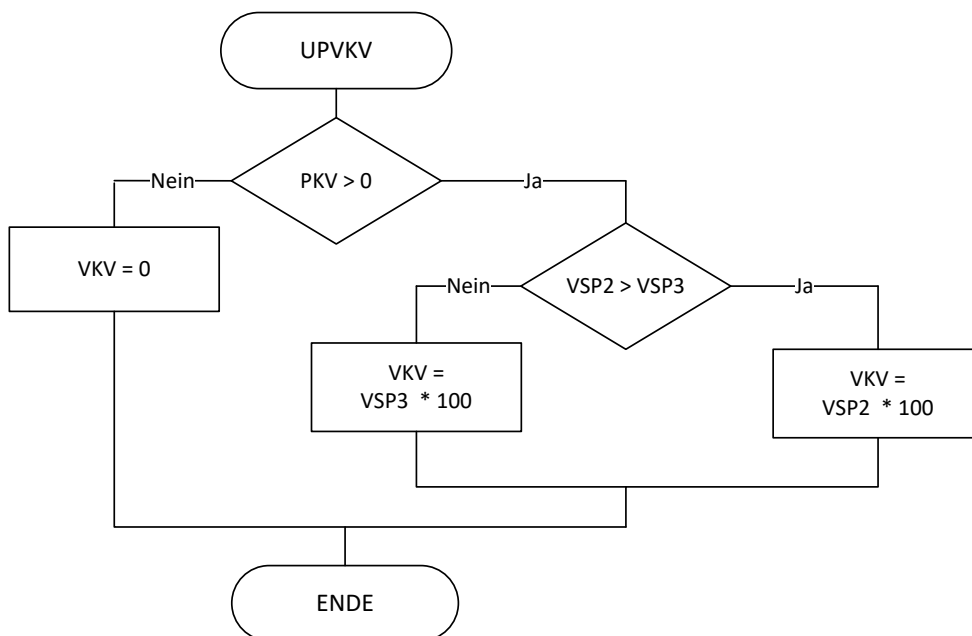 UPVKV
PKV > 0
Nein
Ja
VKV = 0
VSP2 > VSP3
Nein
Ja
VKV =
VSP3 * 100
VKV =
VSP2 * 100
ENDE